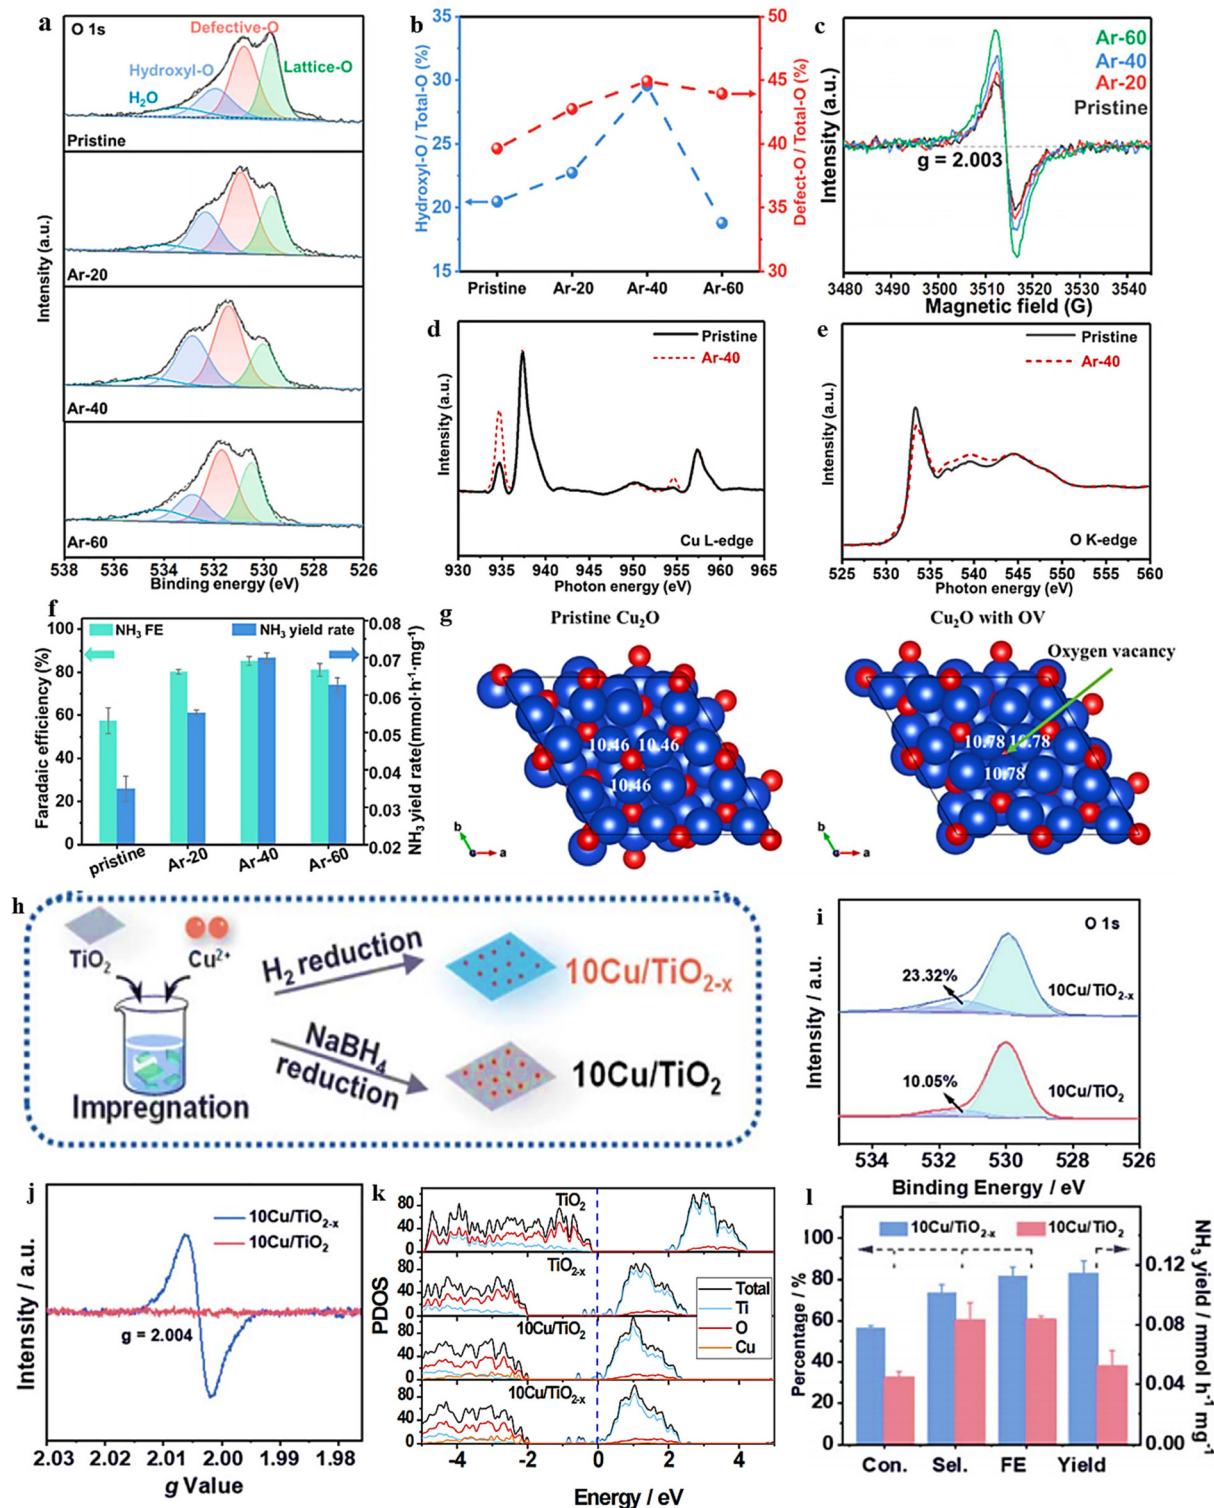 a
O 1s
Defective-O
Hydroxyl-O
Lattice-O
H₂O
Pristine
Ar-20
Ar-40
Ar-60
Intensity (a.u.)
538 536 534 532 530 528 526
Binding energy (eV)
b
Hydroxyl-O / Total-O (%)
35
30
25
20
15
Defect-O / Total-O (%)
50
45
40
35
30
Pristine Ar-20 Ar-40 Ar-60
c
Ar-60
Ar-40
Ar-20
Pristine
g = 2.003
Intensity (a.u.)
3480 3490 3500 3510 3520 3530 3540
Magnetic field (G)
d
Pristine
Ar-40
Intensity (a.u.)
Cu L-edge
930 935 940 945 950 955 960 965
Photon energy (eV)
e
Pristine
Ar-40
Intensity (a.u.)
O K-edge
525 530 535 540 545 550 555 560
Photon energy (eV)
f
NH₃ FE
NH₃ yield rate
Faradaic efficiency (%)
100
80
60
40
20
0
NH₃ yield rate(mmol·h⁻¹·mg⁻¹)
0.08
0.07
0.06
0.05
0.04
0.03
0.02
pristine Ar-20 Ar-40 Ar-60
g
Pristine Cu₂O
10.46 10.46
10.46
b
c
a
Cu₂O with OV
Oxygen vacancy
10.78 10.78
10.78
b
c
a
h
TiO₂
Cu²⁺
Impregnation
H₂ reduction
10Cu/TiO₂₋ₓ
NaBH₄
reduction
10Cu/TiO₂
i
O 1s
23.32%
10Cu/TiO₂₋ₓ
10.05%
10Cu/TiO₂
Intensity / a.u.
534 532 530 528 526
Binding Energy / eV
j
10Cu/TiO₂₋ₓ
10Cu/TiO₂
g = 2.004
Intensity / a.u.
2.03 2.02 2.01 2.00 1.99 1.98
g Value
k
PDOS
80
40
0
TiO₂
80
40
0
TiO₂₋ₓ
80
40
0
10Cu/TiO₂
80
40
0
10Cu/TiO₂₋ₓ
Total
Ti
O
Cu
-4 -2 0 2 4
Energy / eV
l
10Cu/TiO₂₋ₓ
10Cu/TiO₂
Percentage / %
100
80
60
40
20
0
NH₃ yield / mmol h⁻¹ mg⁻¹
0.12
0.08
0.04
0.00
Con. Sel. FE Yield